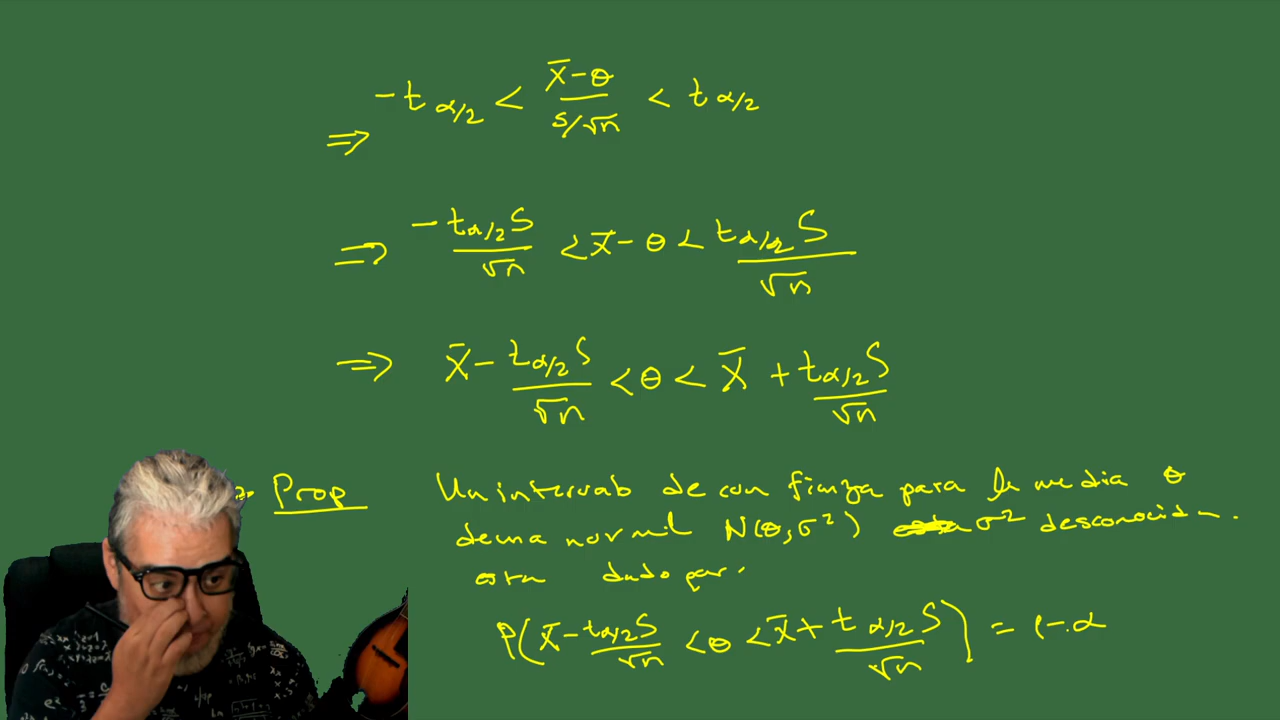 ⇒ -t α/2 < (x̄ - θ)/(s/√n) < t α/2
⇒ -(t α/2 S)/√n < x̄ - θ < (t α/2 S)/√n
⇒ x̄ - (t α/2 S)/√n < θ < x̄ + (t α/2 S)/√n
Prop Un intervalo de confianza para la media θ
de una normal N(θ, σ²) σ² desconocida.
esta dado por.
P(x̄ - (t α/2 S)/√n < θ < x̄ + (t α/2 S)/√n) = 1-α